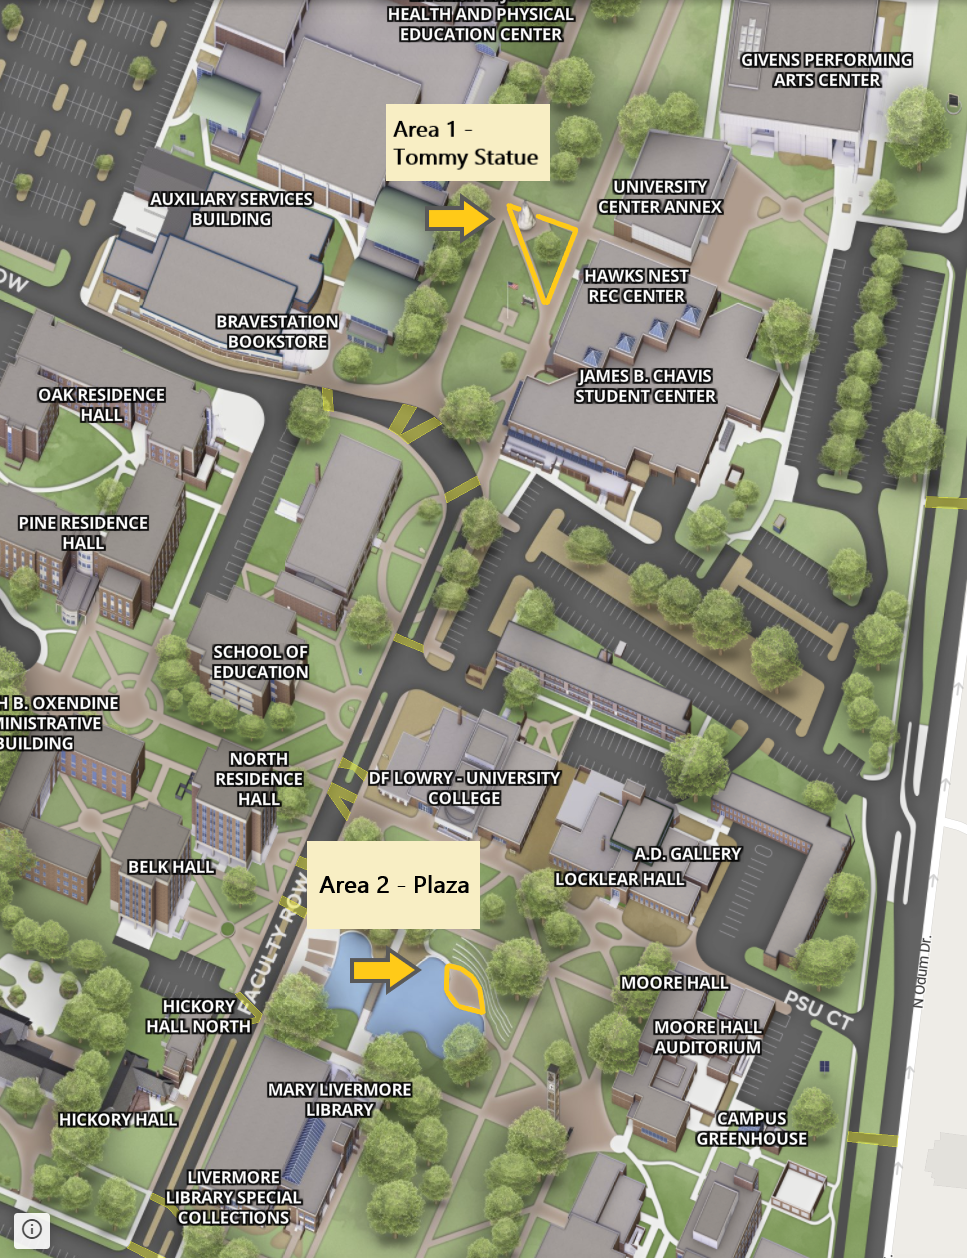 HEALTH AND PHYSICAL
EDUCATION CENTER
GIVENS PERFORMING
ARTS CENTER
Area 1 -
Tommy Statue
AUXILIARY SERVICES
BUILDING
UNIVERSITY
CENTER ANNEX
HAWKS NEST
REC CENTER
OW
BRAVESTATION
BOOKSTORE
JAMES B. CHAVIS
STUDENT CENTER
OAK RESIDENCE
HALL
PINE RESIDENCE
HALL
SCHOOL OF
EDUCATION
H B. OXENDINE
MINISTRATIVE
BUILDING
NORTH
RESIDENCE
HALL
DF LOWRY - UNIVERSITY
COLLEGE
BELK HALL
A.D. GALLERY
LOCKLEAR HALL
Area 2 - Plaza
FACULTY ROW
MOORE HALL
PSU CT
N Odum Dr.
HICKORY
HALL NORTH
MOORE HALL
AUDITORIUM
MARY LIVERMORE
LIBRARY
HICKORY HALL
CAMPUS
GREENHOUSE
LIVERMORE
LIBRARY SPECIAL
COLLECTIONS